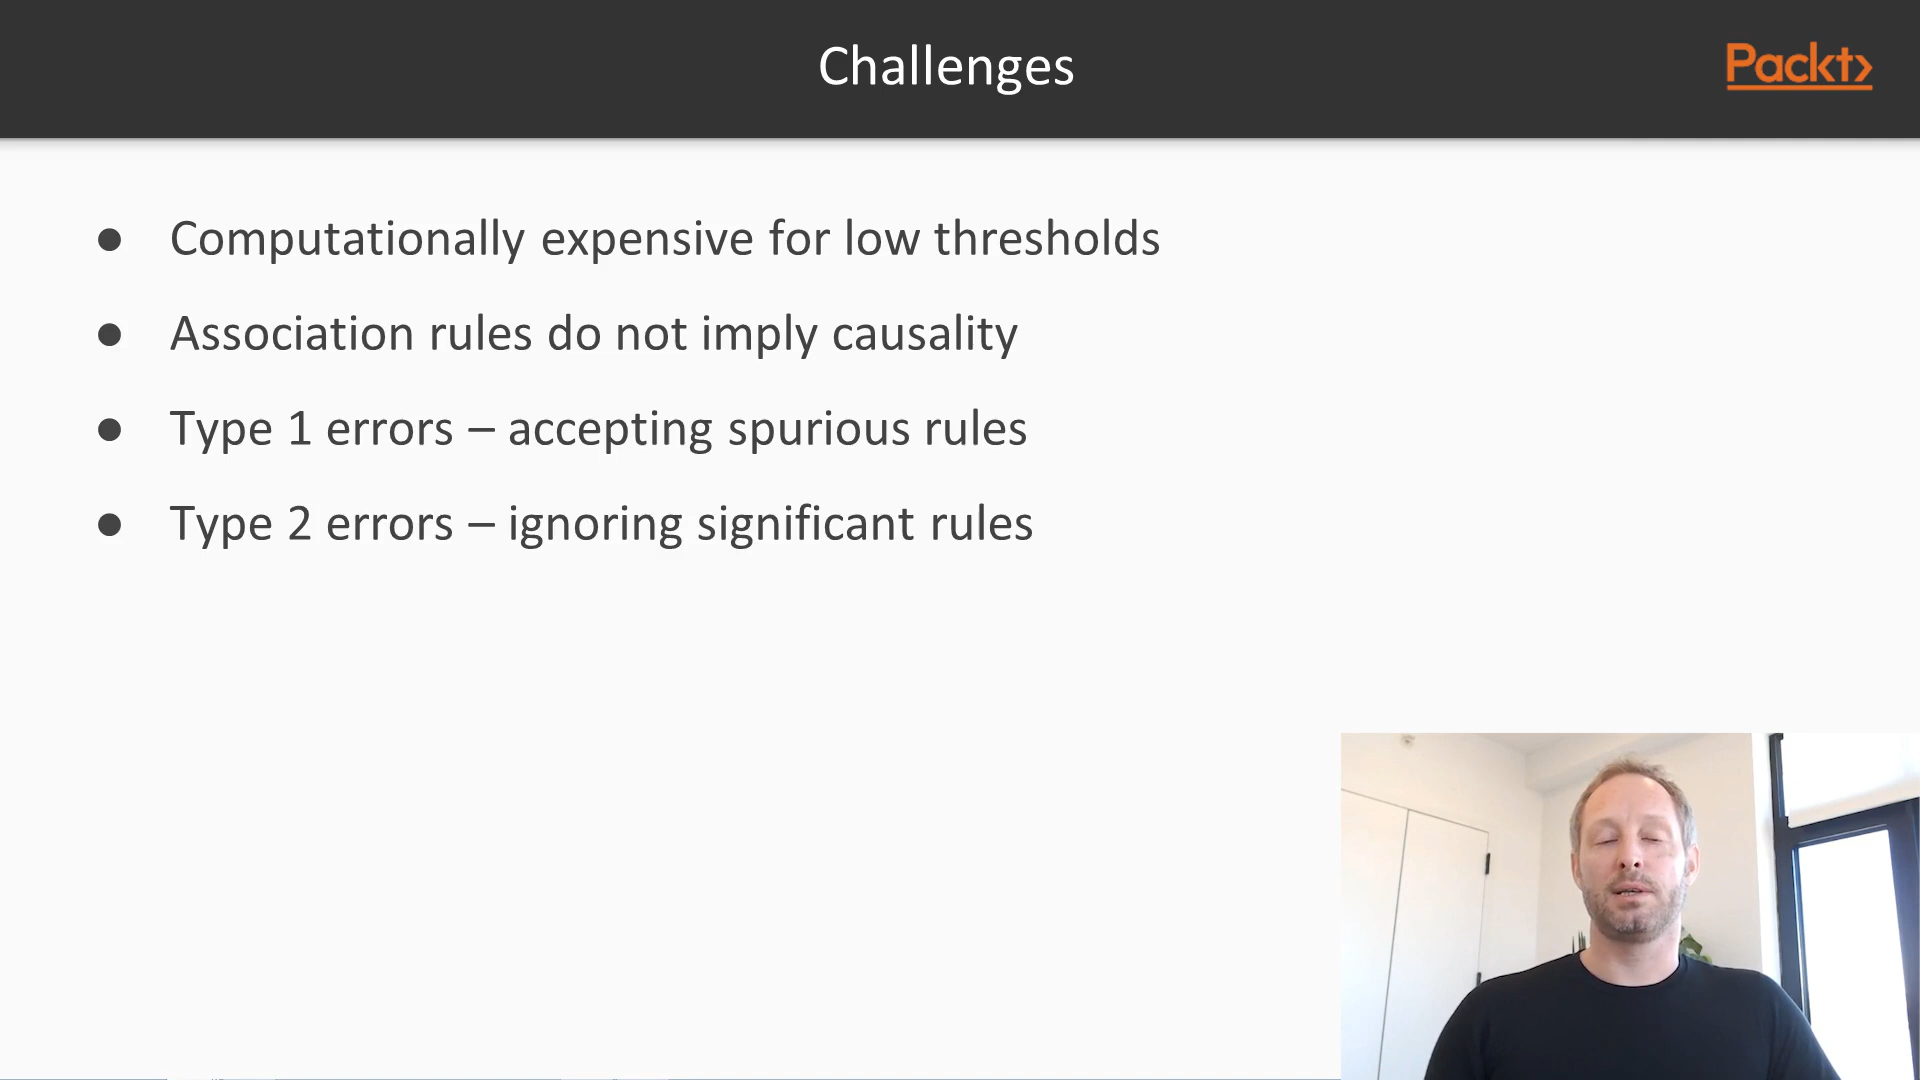 Challenges
Packt>
● Computationally expensive for low thresholds
● Association rules do not imply causality
● Type 1 errors – accepting spurious rules
● Type 2 errors – ignoring significant rules